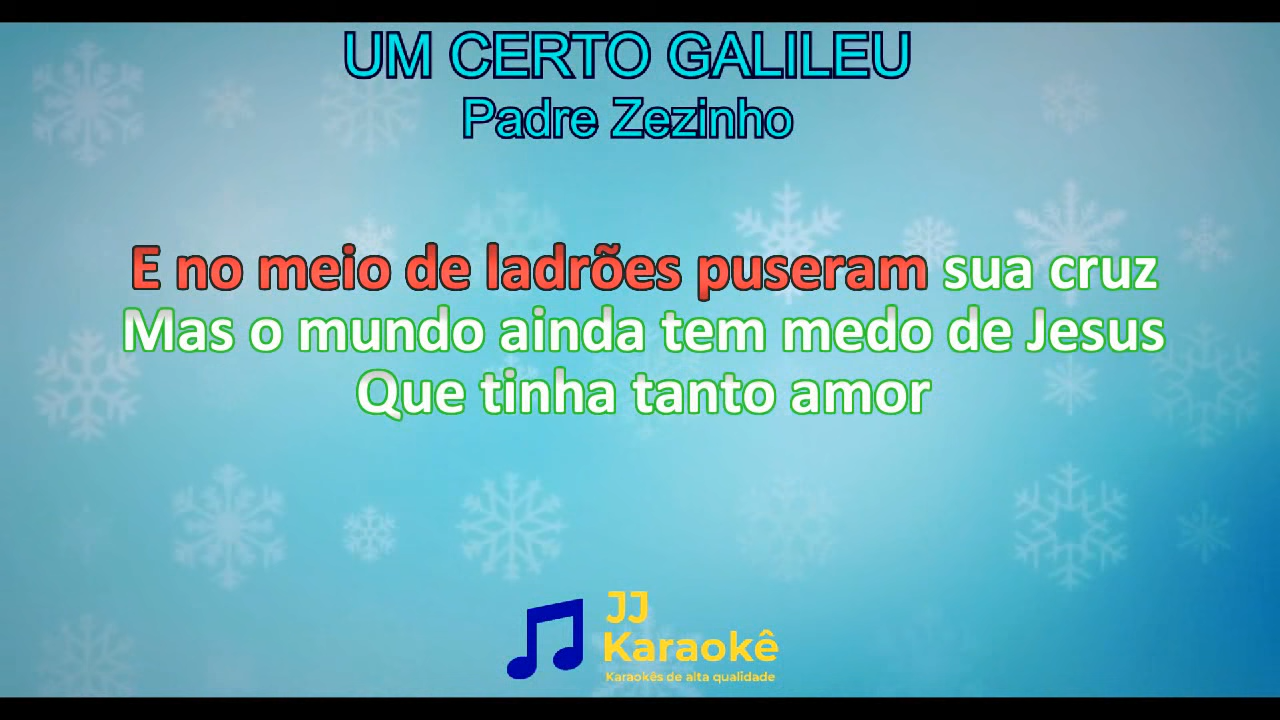 UM CERTO GALILEU
Padre Zezinho
E no meio de ladrões puseram sua cruz
Mas o mundo ainda tem medo de Jesus
Que tinha tanto amor
JJ
Karaokê
Karaokês de alta qualidade